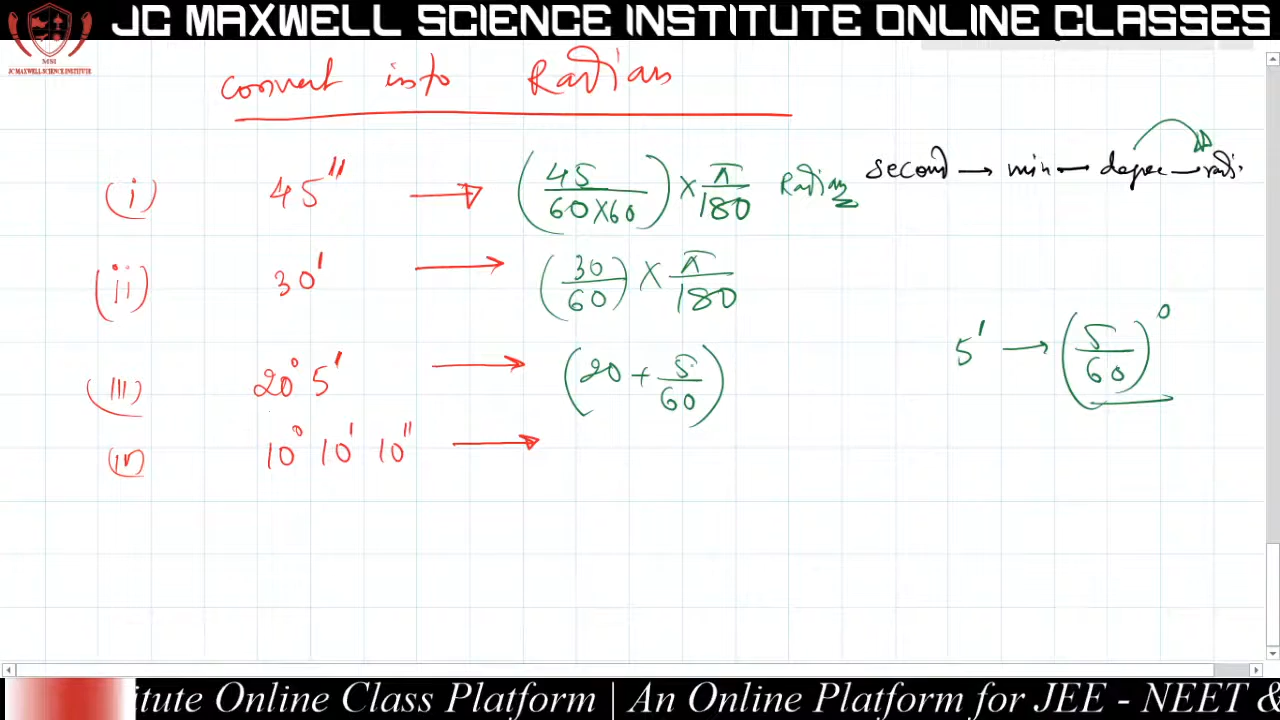 JC MAXWELL SCIENCE INSTITUTE ONLINE CLASSES
MSI
JC MAXWELL SCIENCE INSTITUTE
convert into Radian
second → min → degree → radi
(i) 45" → (45/60×60) × π/180 Radian
(ii) 30' → (30/60) × π/180
5' → (5/60)°
(III) 20° 5' → (20 + 5/60)
(iv) 10° 10' 10" →
itute Online Class Platform | An Online Platform for JEE - NEET &